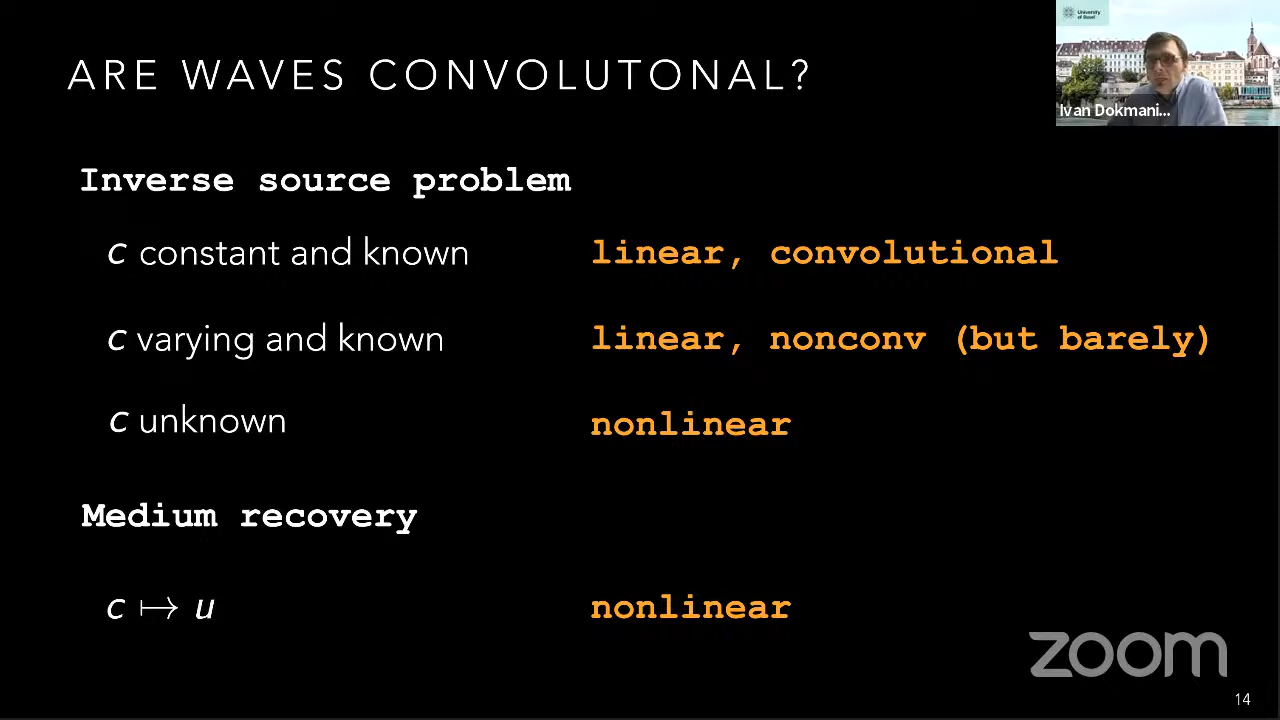 ARE WAVES CONVOLUTONAL?
University
of Basel
Ivan Dokmani...
Inverse source problem
c constant and known linear, convolutional
c varying and known linear, nonconv (but barely)
c unknown nonlinear
Medium recovery
c ↦ u nonlinear
zoom
14